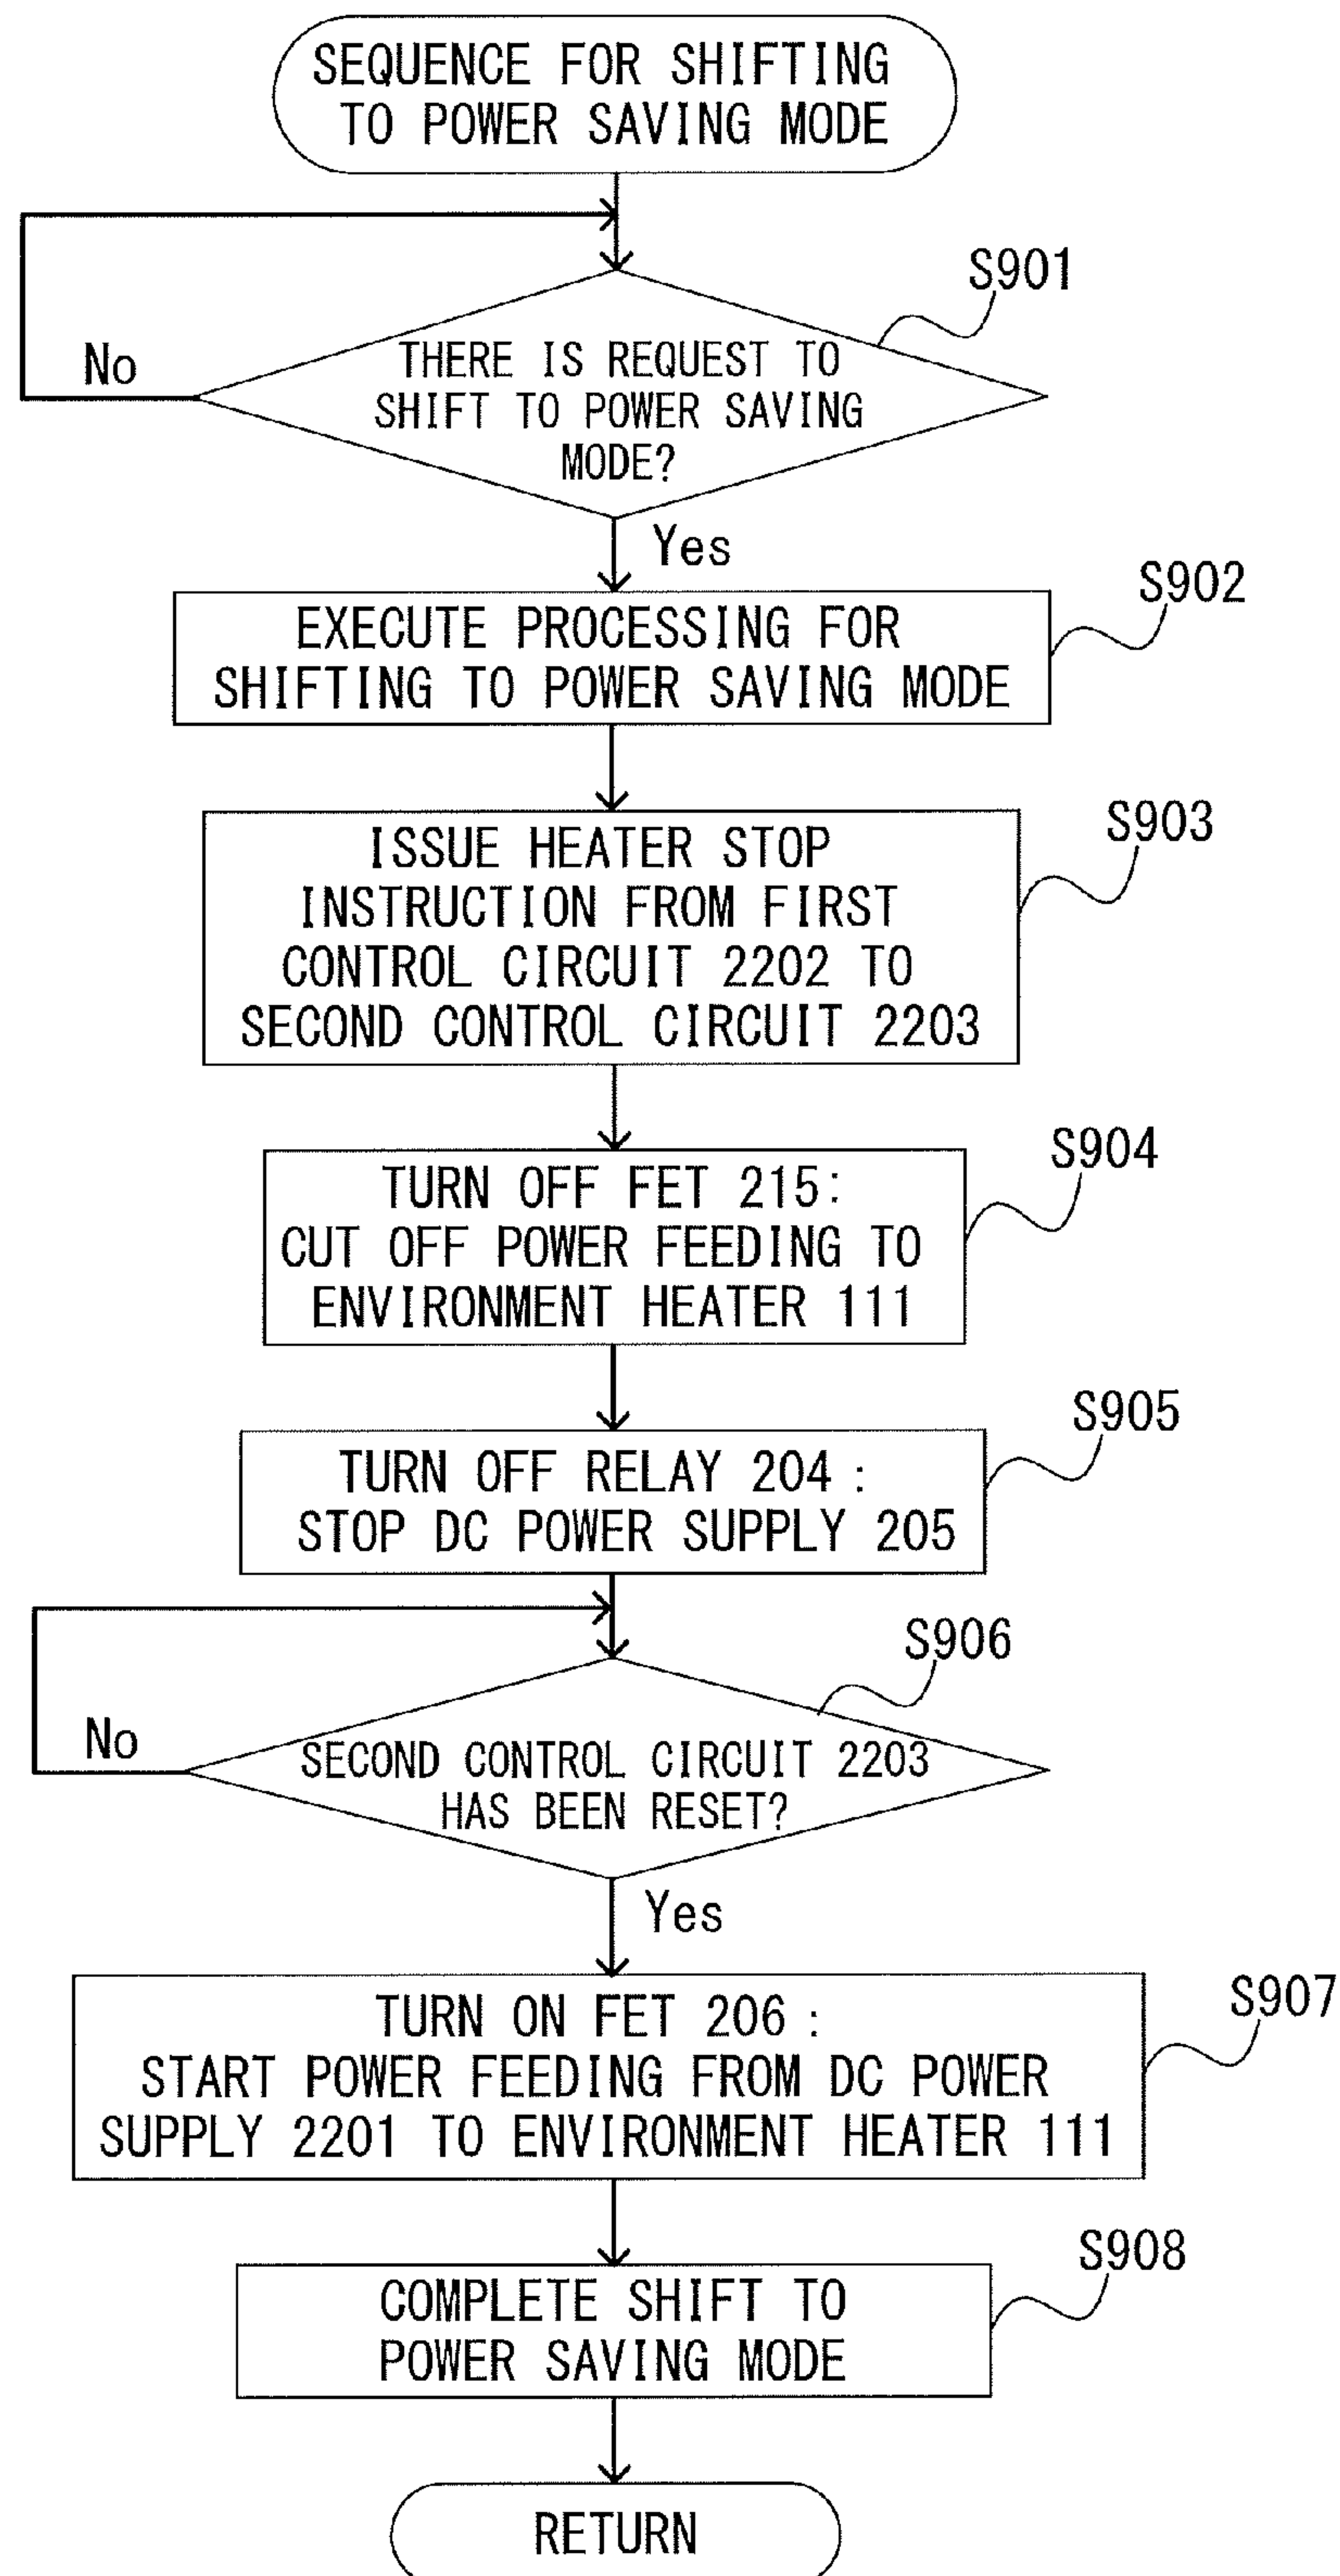 SEQUENCE FOR SHIFTING
TO POWER SAVING MODE
S901
THERE IS REQUEST TO
SHIFT TO POWER SAVING
MODE?
No
Yes
S902
EXECUTE PROCESSING FOR
SHIFTING TO POWER SAVING MODE
S903
ISSUE HEATER STOP
INSTRUCTION FROM FIRST
CONTROL CIRCUIT 2202 TO
SECOND CONTROL CIRCUIT 2203
S904
TURN OFF FET 215:
CUT OFF POWER FEEDING TO
ENVIRONMENT HEATER 111
S905
TURN OFF RELAY 204 :
STOP DC POWER SUPPLY 205
S906
SECOND CONTROL CIRCUIT 2203
HAS BEEN RESET?
No
Yes
S907
TURN ON FET 206 :
START POWER FEEDING FROM DC POWER
SUPPLY 2201 TO ENVIRONMENT HEATER 111
S908
COMPLETE SHIFT TO
POWER SAVING MODE
RETURN